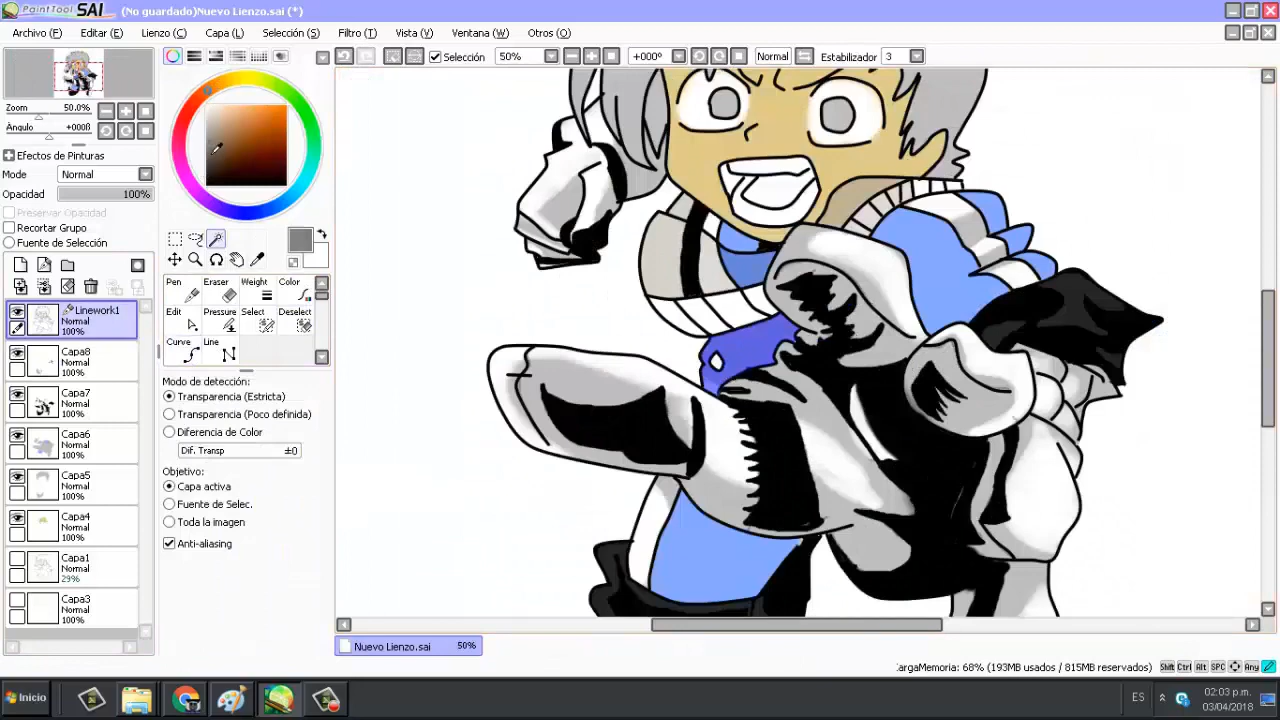 PaintTool SAI (No guardado)Nuevo Lienzo.sai (*)
Archivo (F) Editar (E) Lienzo (C) Capa (L) Selección (S) Filtro (T) Vista (V) Ventana (W) Otros (O)
Selección 50% +000º Normal Estabilizador 3
Zoom 50.0%
Ángulo +000ß
Efectos de Pinturas
Modo Normal
Opacidad 100%
Preservar Opacidad
Recortar Grupo
Fuente de Selección
Linework1
Normal
100%
Capa8
Normal
100%
Capa7
Normal
100%
Capa6
Normal
100%
Capa5
Normal
100%
Capa4
Normal
100%
Capa1
Normal
29%
Capa3
Normal
100%
Pen Eraser Weight Color
Edit Pressure Select Deselect
Curve Line
Modo de detección:
Transparencia (Estricta)
Transparencia (Poco definida)
Diferencia de Color
Dif. Transp ±0
Objetivo:
Capa activa
Fuente de Selec.
Toda la imagen
Anti-aliasing
Nuevo Lienzo.sai 50%
argaMemoria: 68% (193MB usados / 815MB reservados) Shift Ctrl Alt SPC Any
Inicio ES 02:03 p.m.
03/04/2018